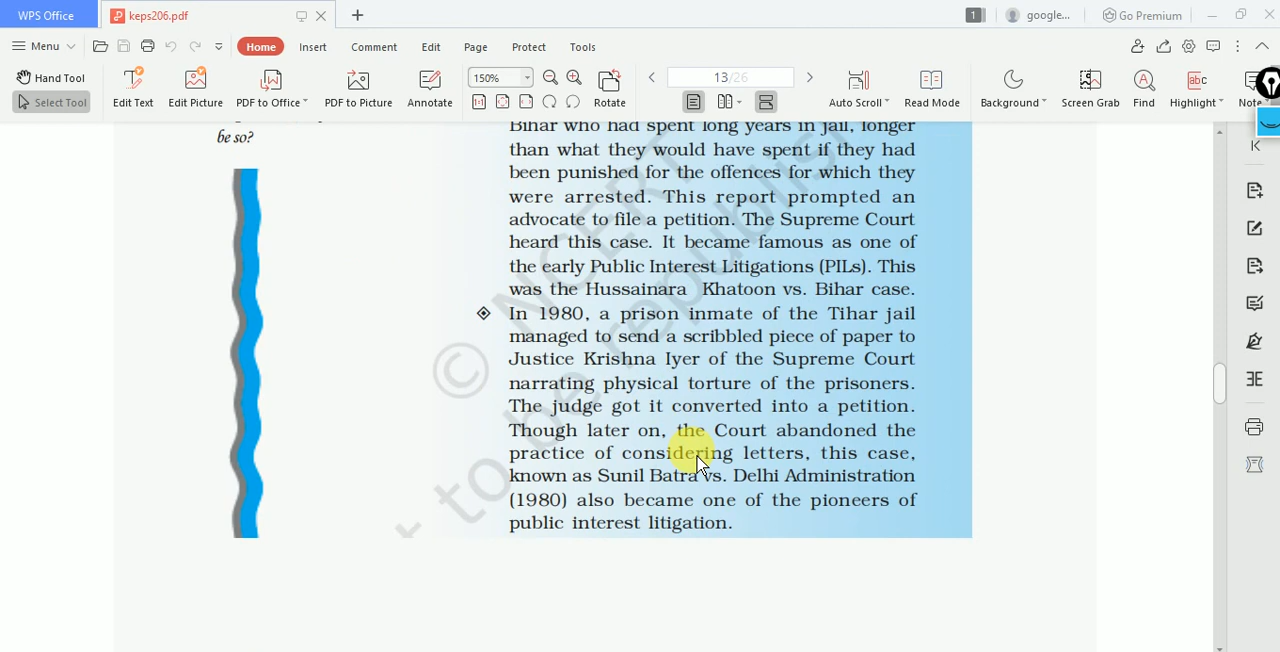 WPS Office
keps206.pdf
1
google...
Go Premium
Menu
Home
Insert
Comment
Edit
Page
Protect
Tools
Hand Tool
Select Tool
Edit Text
Edit Picture
PDF to Office
PDF to Picture
Annotate
150%
Rotate
13/26
Auto Scroll
Read Mode
Background
Screen Grab
Find
Highlight
Note
be so?
Bihar who had spent long years in jail, longer
than what they would have spent if they had
been punished for the offences for which they
were arrested. This report prompted an
advocate to file a petition. The Supreme Court
heard this case. It became famous as one of
the early Public Interest Litigations (PILs). This
was the Hussainara Khatoon vs. Bihar case.
In 1980, a prison inmate of the Tihar jail
managed to send a scribbled piece of paper to
Justice Krishna Iyer of the Supreme Court
narrating physical torture of the prisoners.
The judge got it converted into a petition.
Though later on, the Court abandoned the
practice of considering letters, this case,
known as Sunil Batra vs. Delhi Administration
(1980) also became one of the pioneers of
public interest litigation.
© NCERT
to be republis